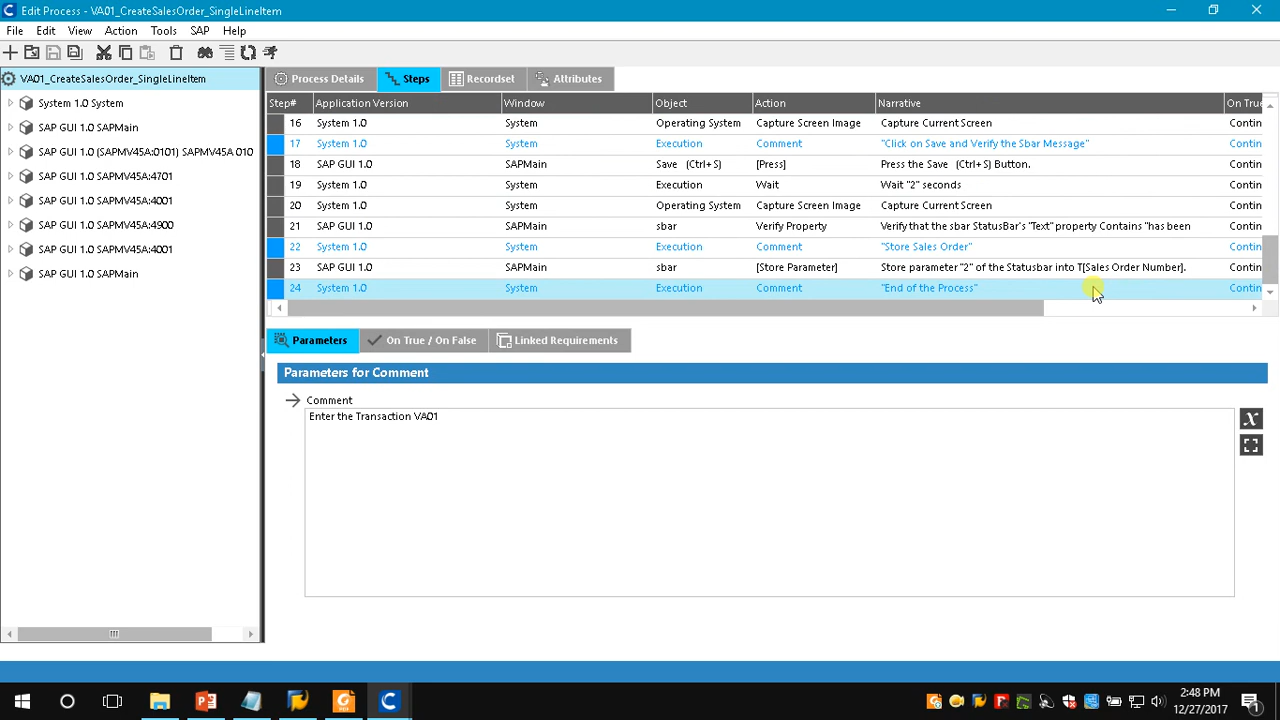 Edit Process - VA01_CreateSalesOrder_SingleLineItem
File Edit View Action Tools SAP Help
VA01_CreateSalesOrder_SingleLineItem
System 1.0 System
SAP GUI 1.0 SAPMain
SAP GUI 1.0 (SAPMV45A:0101) SAPMV45A 010
SAP GUI 1.0 SAPMV45A:4701
SAP GUI 1.0 SAPMV45A:4001
SAP GUI 1.0 SAPMV45A:4900
SAP GUI 1.0 SAPMV45A:4001
SAP GUI 1.0 SAPMain
Process Details Steps Recordset Attributes
Step# Application Version Window Object Action Narrative On True
16 System 1.0 System Operating System Capture Screen Image Capture Current Screen Contin
17 System 1.0 System Execution Comment "Click on Save and Verify the Sbar Message" Contin
18 SAP GUI 1.0 SAPMain Save (Ctrl+S) [Press] Press the Save (Ctrl+S) Button. Contin
19 System 1.0 System Execution Wait Wait "2" seconds Contin
20 System 1.0 System Operating System Capture Screen Image Capture Current Screen Contin
21 SAP GUI 1.0 SAPMain sbar Verify Property Verify that the sbar StatusBar's "Text" property Contains "has been Contin
22 System 1.0 System Execution Comment "Store Sales Order" Contin
23 SAP GUI 1.0 SAPMain sbar [Store Parameter] Store parameter "2" of the Statusbar into T[Sales Order Number]. Contin
24 System 1.0 System Execution Comment "End of the Process" Contin
Parameters On True / On False Linked Requirements
Parameters for Comment
Comment
Enter the Transaction VA01
X
2:48 PM
12/27/2017